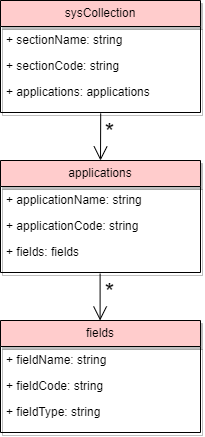 sysCollection
+ sectionName: string
+ sectionCode: string
+ applications: applications
*
applications
+ applicationName: string
+ applicationCode: string
+ fields: fields
*
fields
+ fieldName: string
+ fieldCode: string
+ fieldType: string